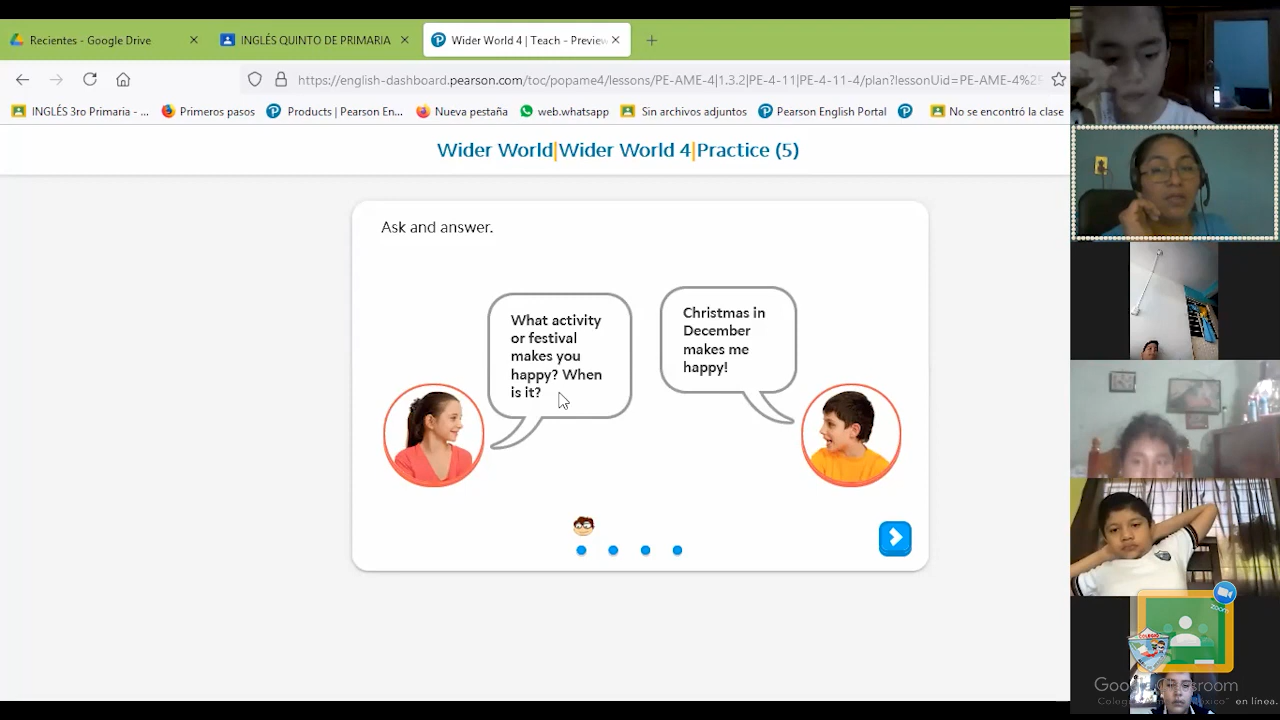 Recientes - Google Drive
INGLÉS QUINTO DE PRIMARIA
Wider World 4 | Teach - Preview
https://english-dashboard.pearson.com/toc/popame4/lessons/PE-AME-4|1.3.2|PE-4-11|PE-4-11-4/plan?lessonUid=PE-AME-4%25
INGLÉS 3ro Primaria - ...
Primeros pasos
Products | Pearson En...
Nueva pestaña
web.whatsapp
Sin archivos adjuntos
Pearson English Portal
No se encontró la clase
Wider World|Wider World 4|Practice (5)
Ask and answer.
What activity
or festival
makes you
happy? When
is it?
Christmas in
December
makes me
happy!
zoom
COLEGIO
Google Classroom
en línea.